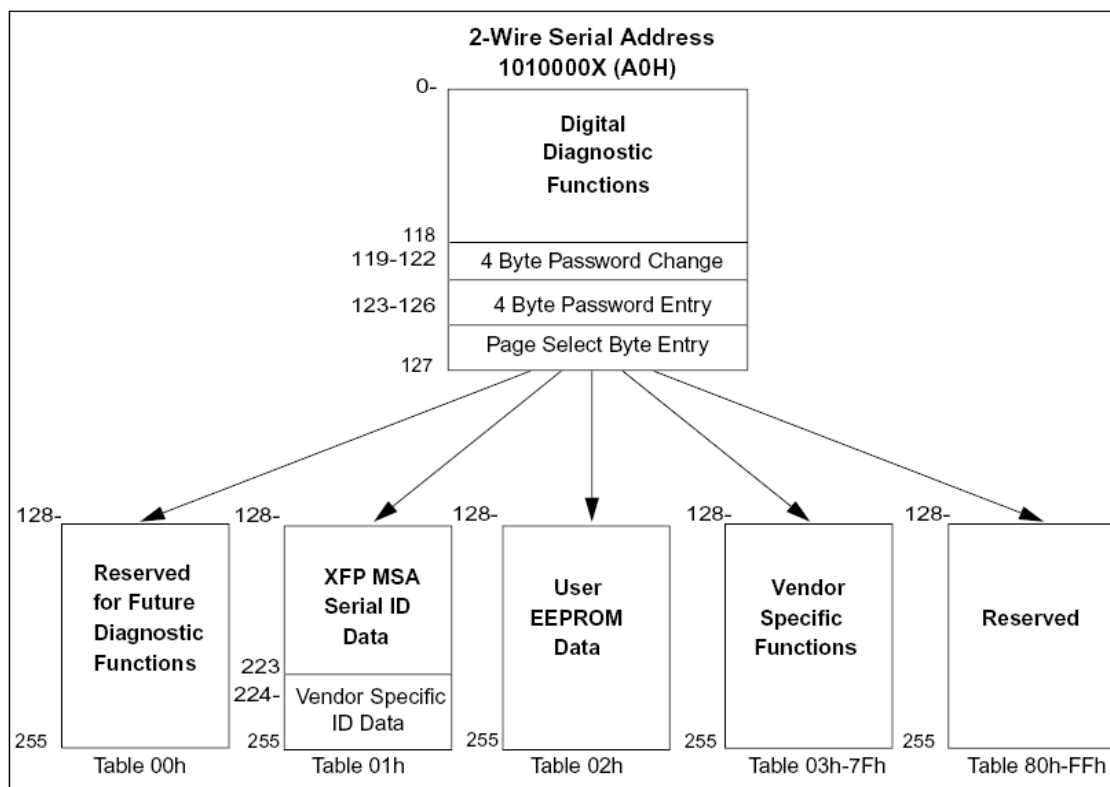 2-Wire Serial Address
1010000X (A0H)
0-
Digital
Diagnostic
Functions
118
119-122
4 Byte Password Change
123-126
4 Byte Password Entry
Page Select Byte Entry
127
128-
Reserved
for Future
Diagnostic
Functions
255
Table 00h
128-
XFP MSA
Serial ID
Data
223
224-
Vendor Specific
ID Data
255
Table 01h
128-
User
EEPROM
Data
255
Table 02h
128-
Vendor
Specific
Functions
255
Table 03h-7Fh
128-
Reserved
255
Table 80h-FFh